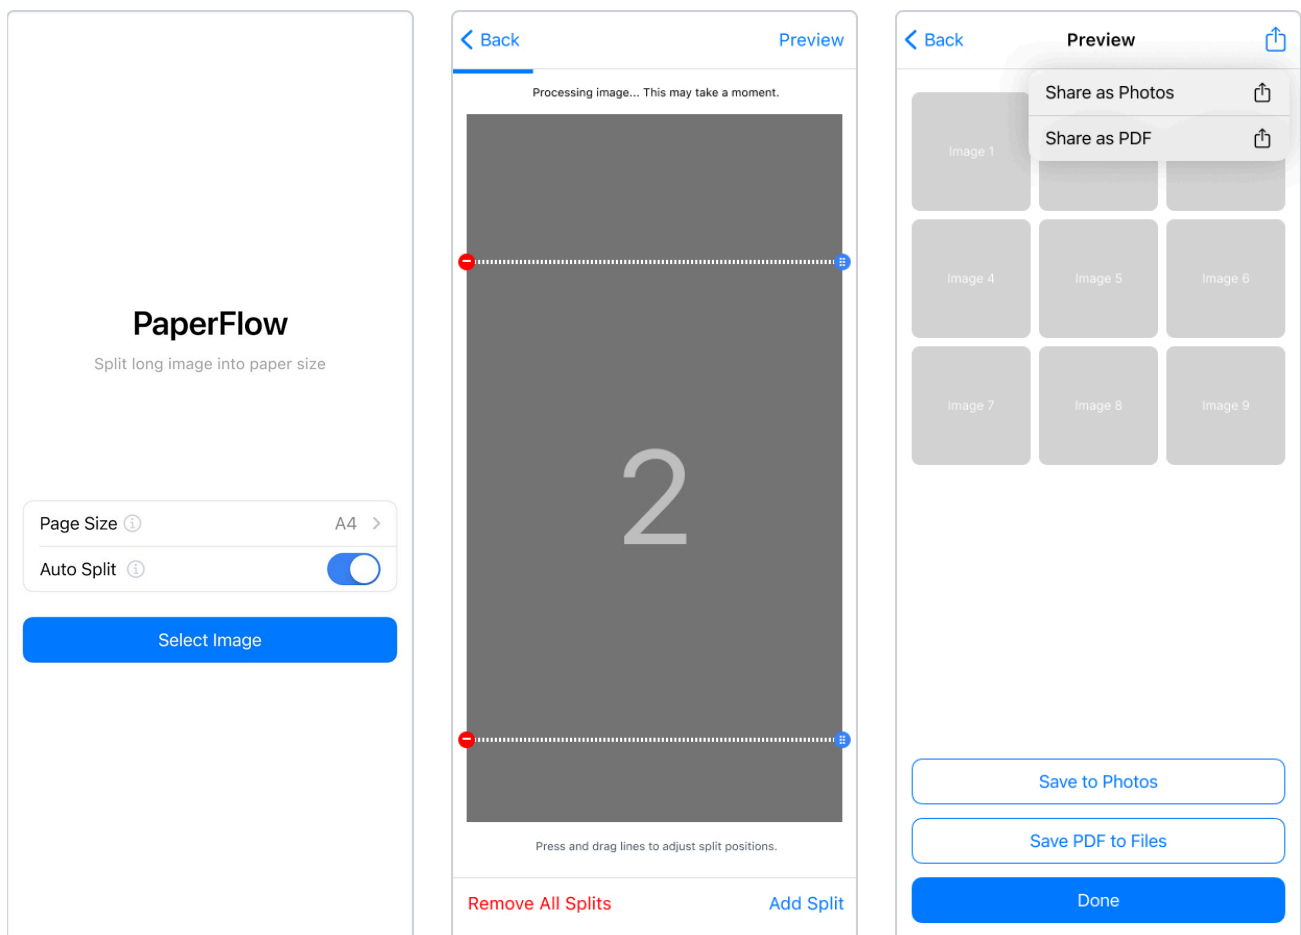 PaperFlow
Split long image into paper size
Page Size
A4
Auto Split
Select Image
Back
Preview
Processing image... This may take a moment.
2
Press and drag lines to adjust split positions.
Remove All Splits
Add Split
Back
Preview
Share as Photos
Share as PDF
Image 1
Image 4
Image 5
Image 6
Image 7
Image 8
Image 9
Save to Photos
Save PDF to Files
Done